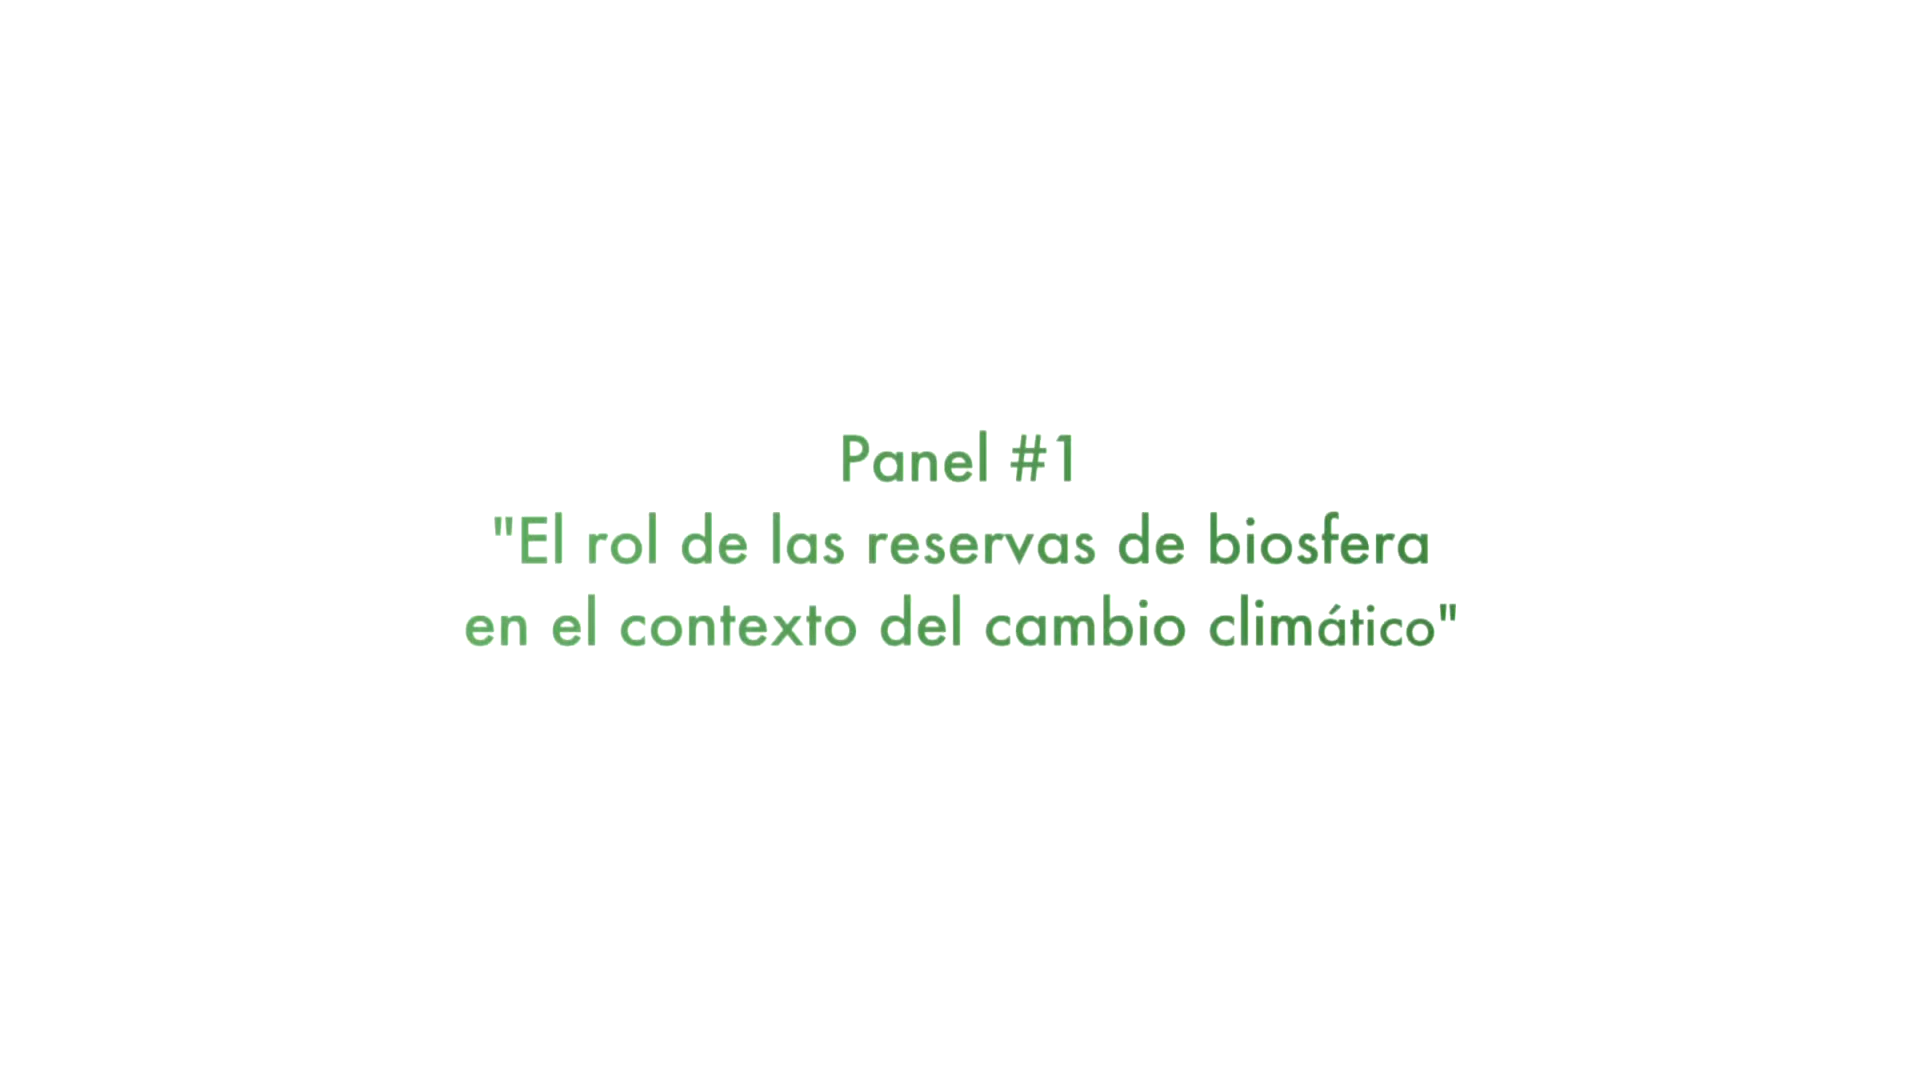 Panel #1
"El rol de las reservas de biosfera
en el contexto del cambio climático"